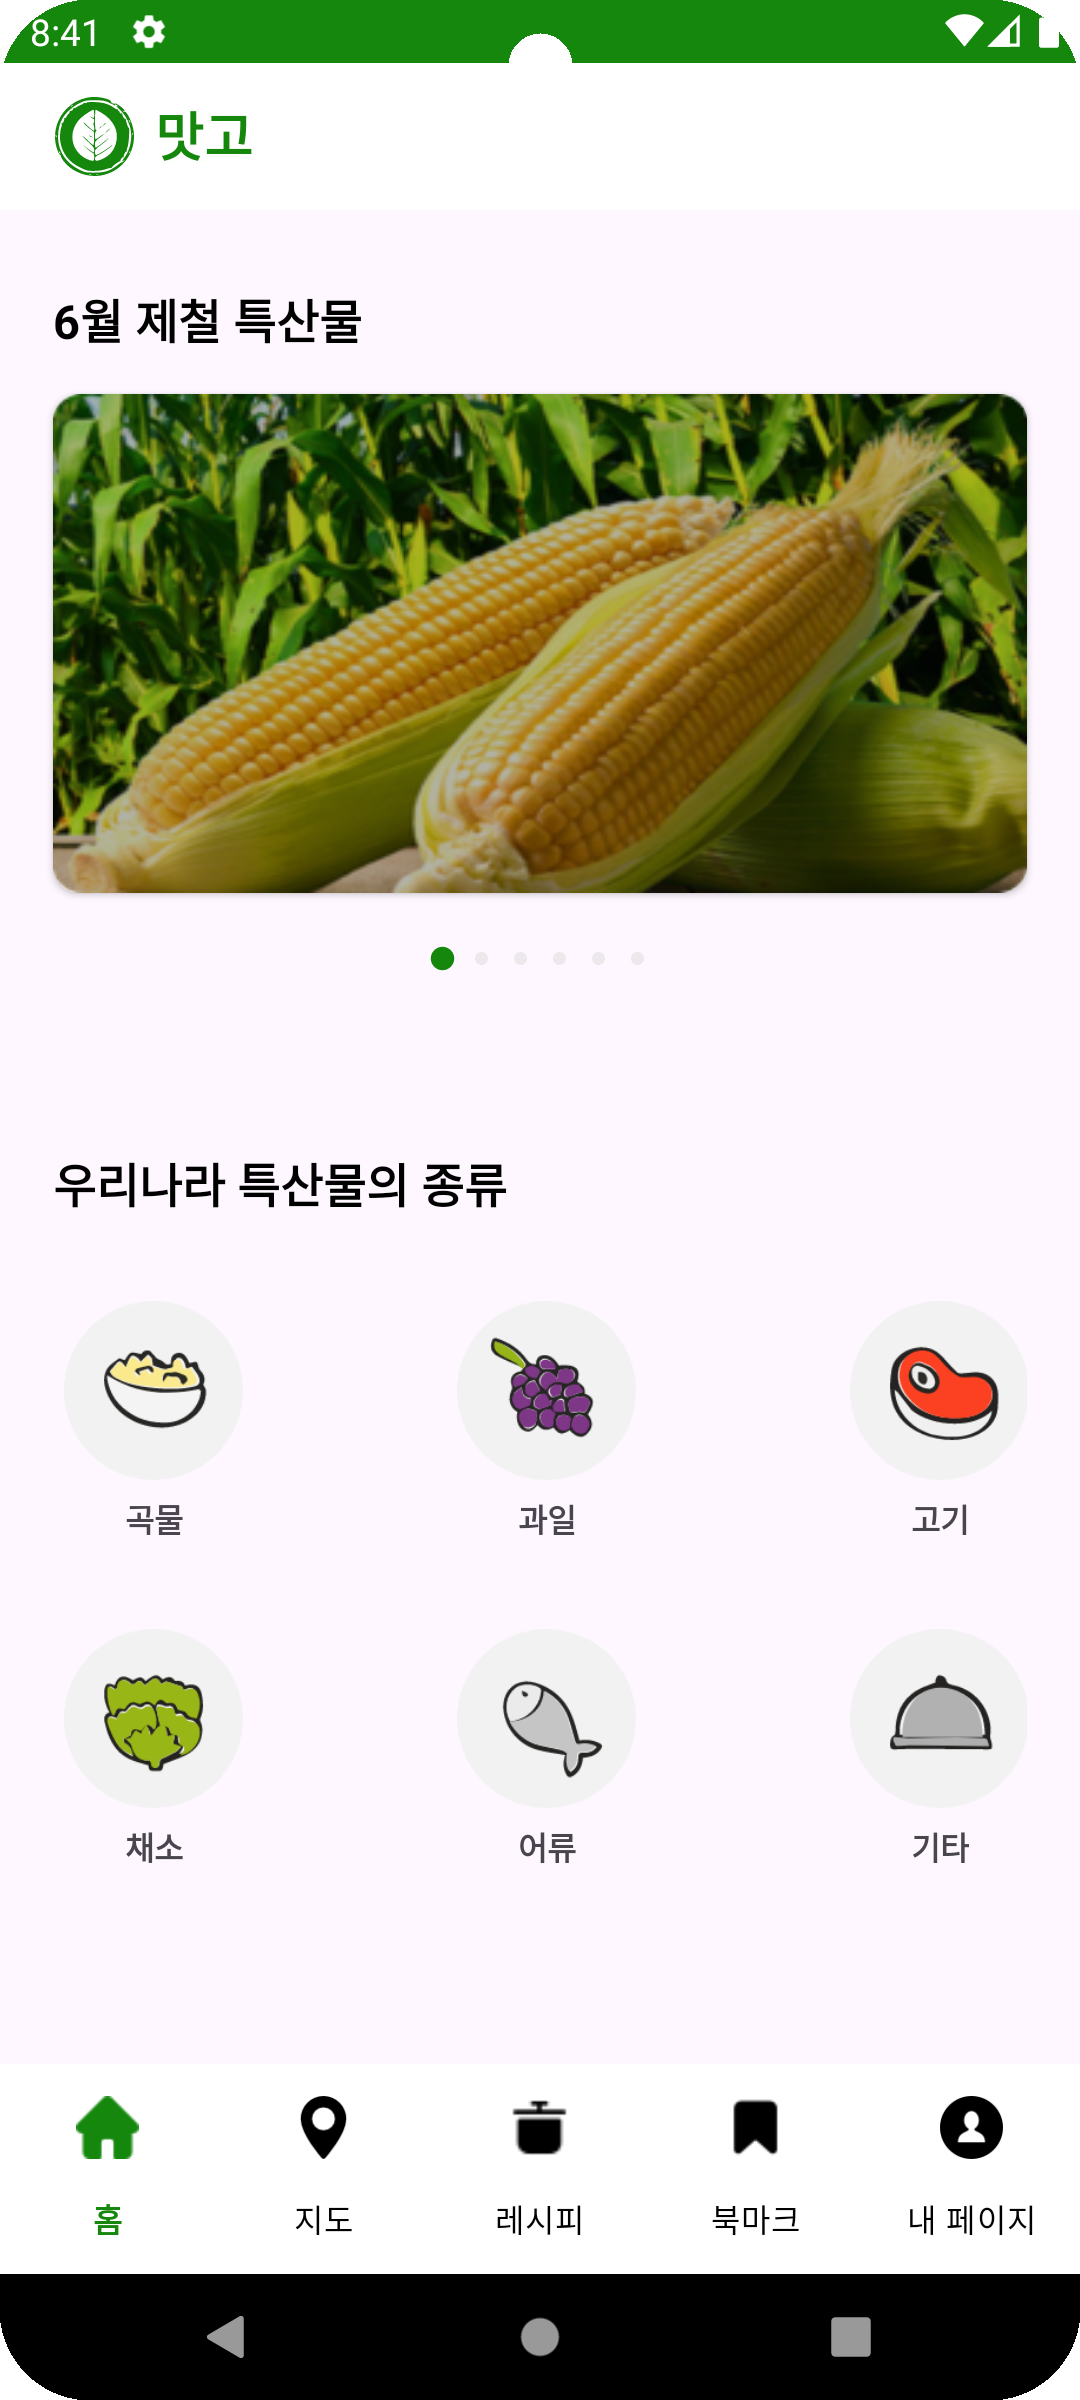 8:41
맛고
6월 제철 특산물
우리나라 특산물의 종류
곡물 과일 고기
채소 어류 기타
홈 지도 레시피 북마크 내 페이지